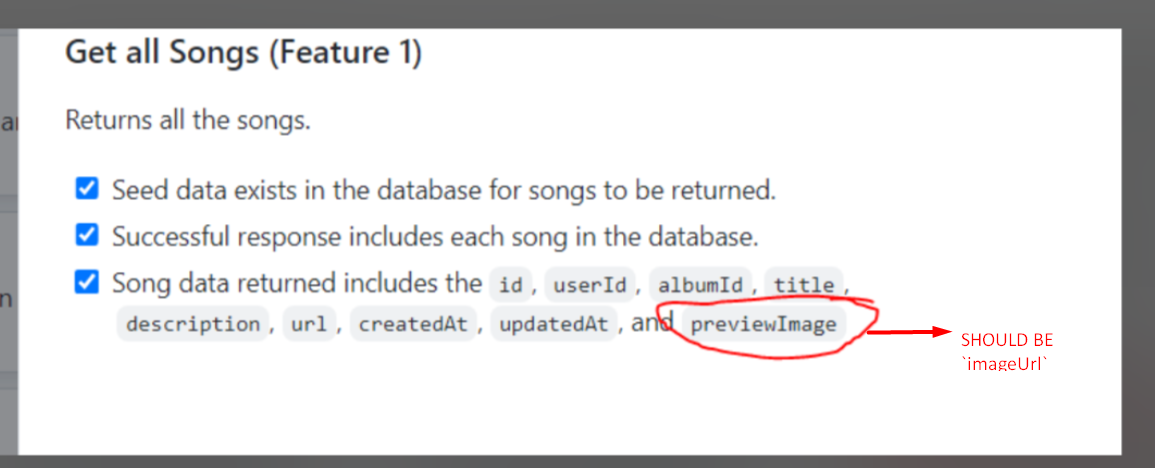 Get all Songs (Feature 1)
Returns all the songs.
Seed data exists in the database for songs to be returned.
Successful response includes each song in the database.
Song data returned includes the id, userId, albumId, title,
description, url, createdAt, updatedAt, and previewImage
SHOULD BE
`imageUrl`